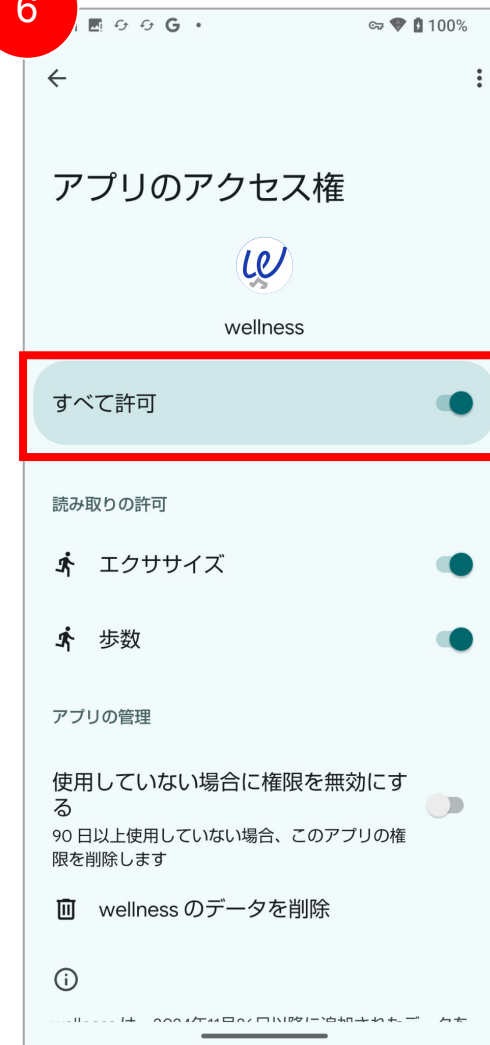 6
G
100%
アプリのアクセス権
wellness
すべて許可
読み取りの許可
エクササイズ
歩数
アプリの管理
使用していない場合に権限を無効にす
る
90 日以上使用していない場合、このアプリの権
限を削除します
wellness のデータを削除